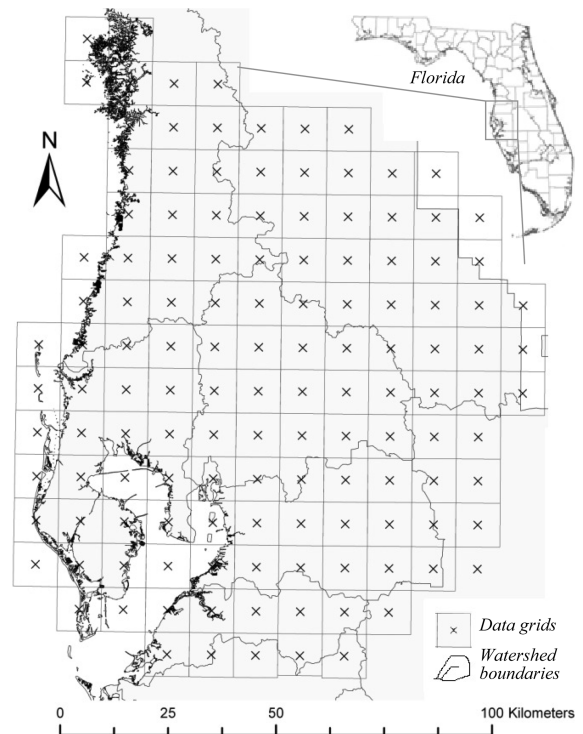 Florida
N
Data grids
Watershed
boundaries
0 25 50 100 Kilometers